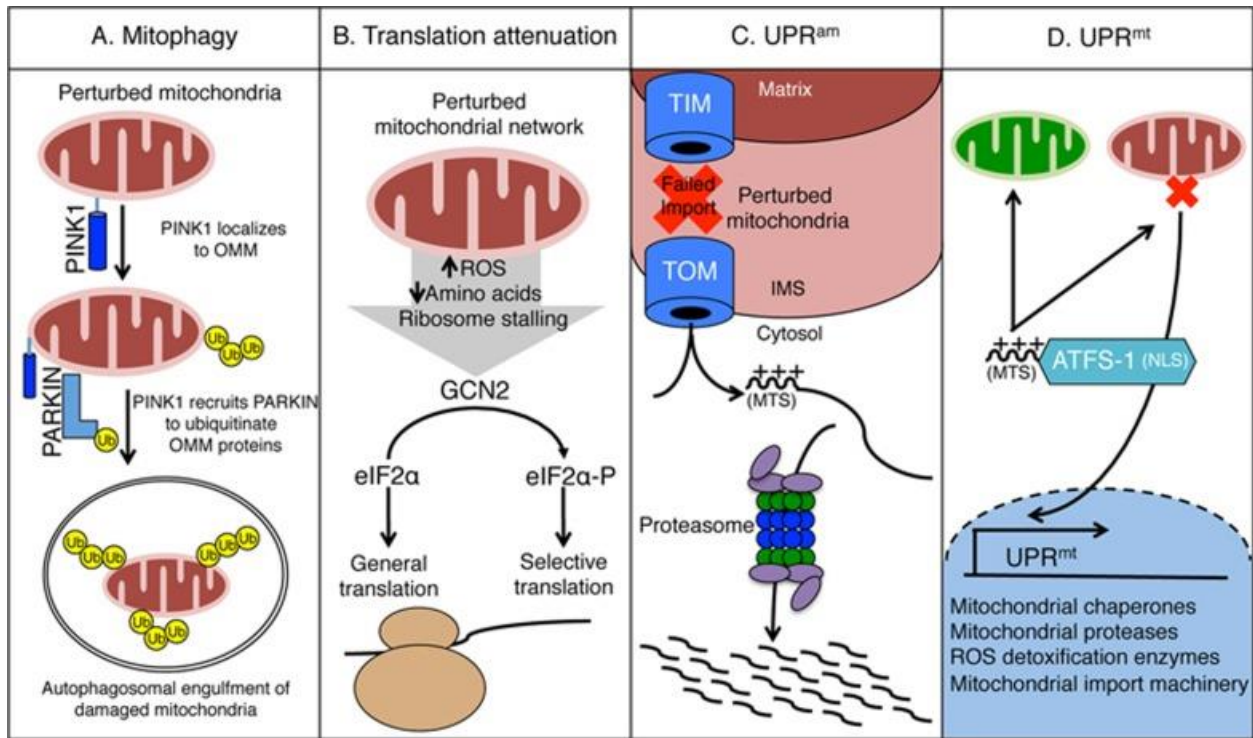 A. Mitophagy
Perturbed mitochondria
PINK1
PINK1 localizes
to OMM
Ub
Ub
Ub
PARKIN
Ub
PINK1 recruits PARKIN
to ubiquitinate
OMM proteins
Ub
Ub
Ub
Ub
Ub
Ub
Ub
Ub
Ub
Autophagosomal engulfment of
damaged mitochondria
B. Translation attenuation
Perturbed
mitochondrial network
ROS
Amino acids
Ribosome stalling
GCN2
eIF2α
eIF2α-P
General
translation
Selective
translation
C. UPRᵃᵐ
TIM
Matrix
Failed
Import
Perturbed
mitochondria
TOM
IMS
Cytosol
+++
(MTS)
Proteasome
D. UPRᵐᵗ
+++
(MTS)
ATFS-1 (NLS)
UPRᵐᵗ
Mitochondrial chaperones
Mitochondrial proteases
ROS detoxification enzymes
Mitochondrial import machinery